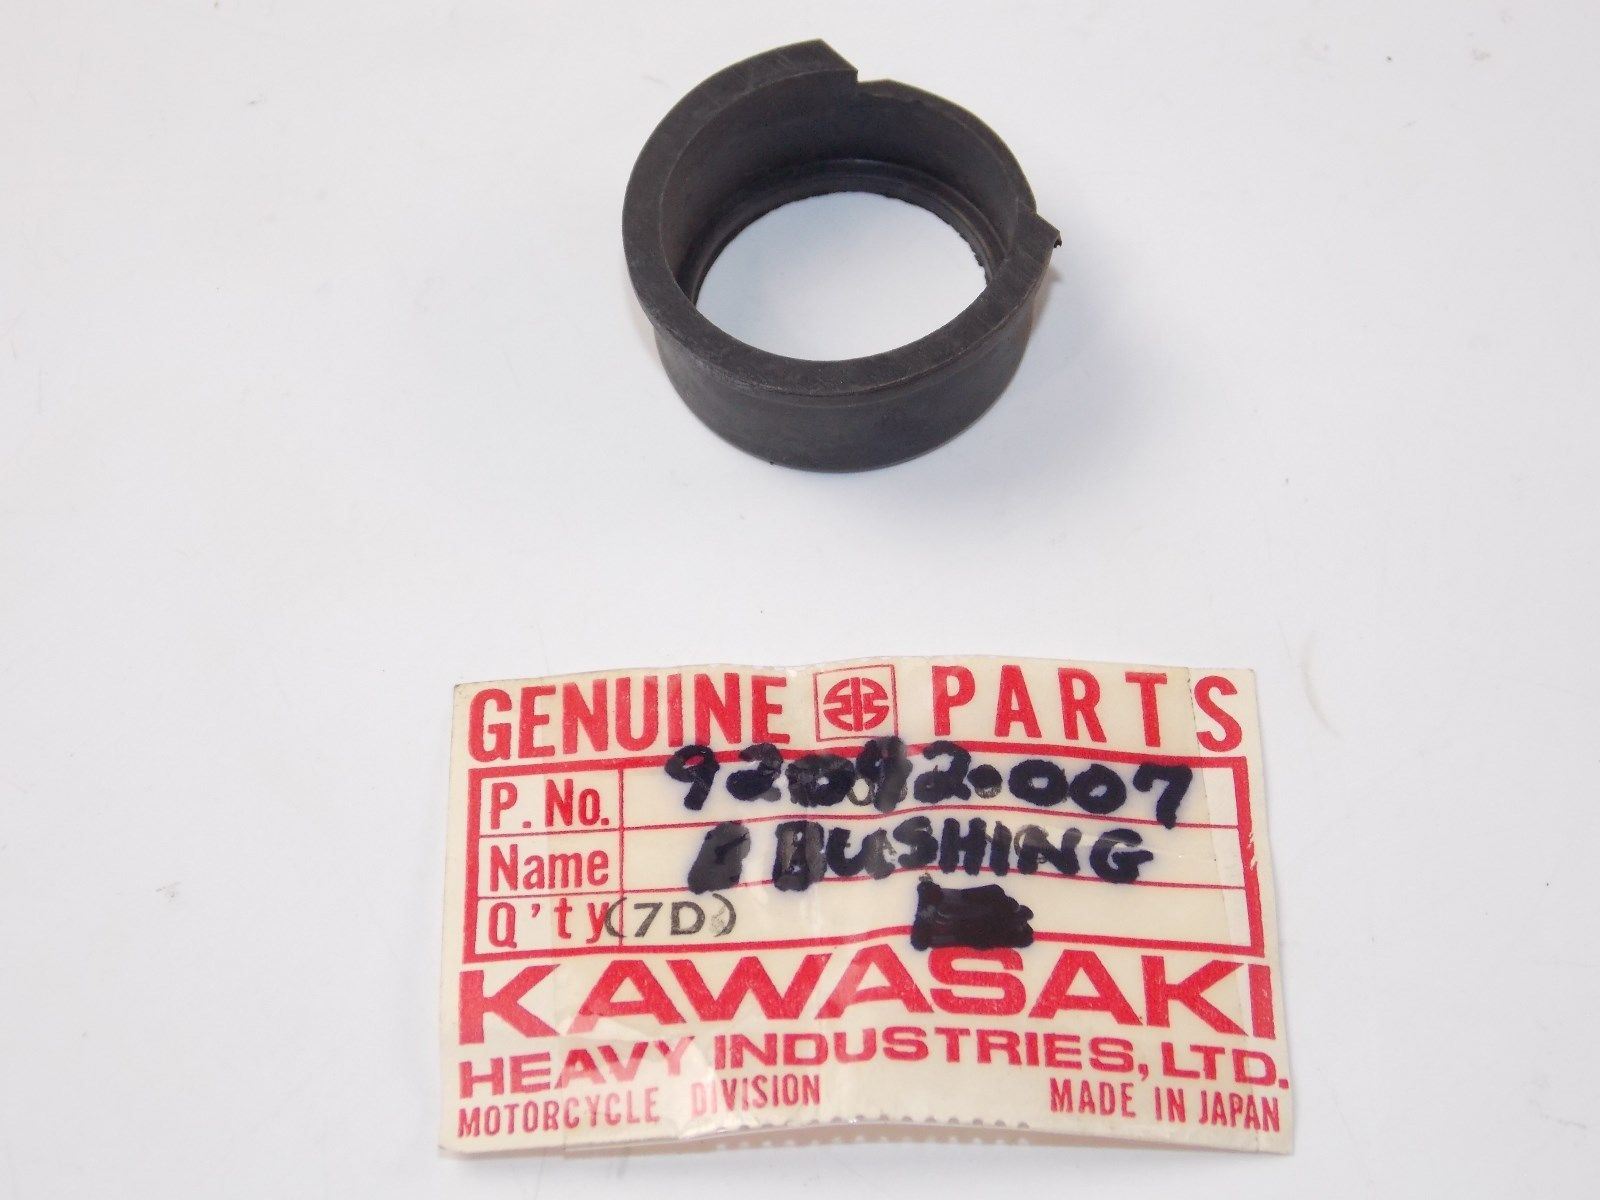 GENUINE PARTS
P. No. 92092-007
Name BUSHING
Q'ty (7D)
KAWASAKI
HEAVY INDUSTRIES, LTD.
MOTORCYCLE DIVISION MADE IN JAPAN